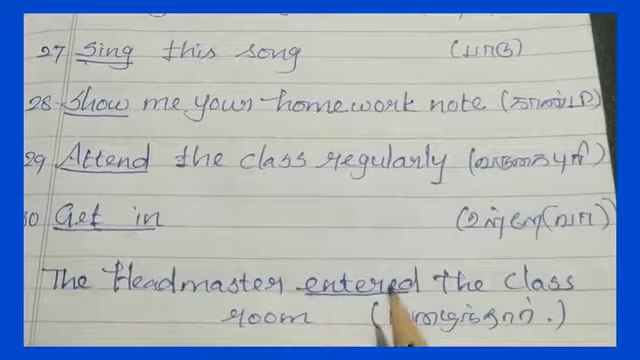 27 Sing this song (பாடு)
28 Show me your homework note (காண்பி)
29 Attend the class regularly (வருகைபுரி)
30 Get in (உள்ளே(வா))
The Headmaster entered the class
room (நுழைந்தார்.)